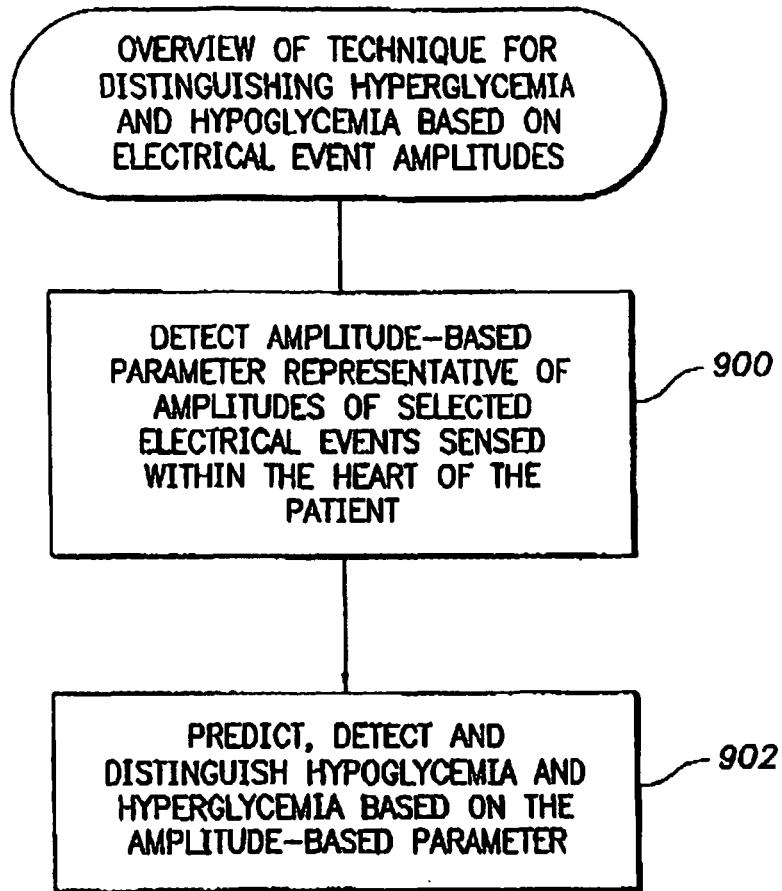 OVERVIEW OF TECHNIQUE FOR
DISTINGUISHING HYPERGLYCEMIA
AND HYPOGLYCEMIA BASED ON
ELECTRICAL EVENT AMPLITUDES
DETECT AMPLITUDE-BASED
PARAMETER REPRESENTATIVE OF
AMPLITUDES OF SELECTED
ELECTRICAL EVENTS SENSED
WITHIN THE HEART OF THE
PATIENT
900
PREDICT, DETECT AND
DISTINGUISH HYPOGLYCEMIA AND
HYPERGLYCEMIA BASED ON THE
AMPLITUDE-BASED PARAMETER
902